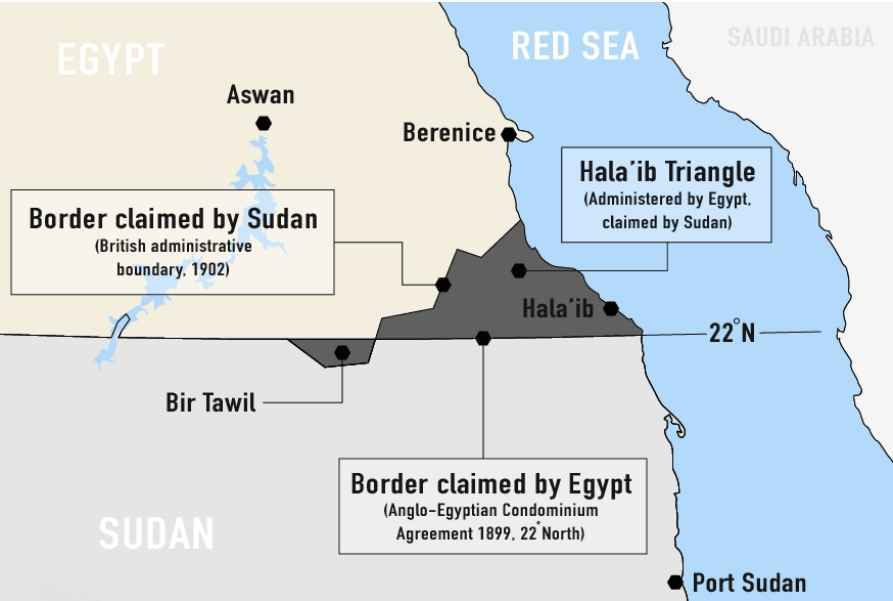 EGYPT
RED SEA
SAUDI ARABIA
Aswan
Berenice
Hala'ib Triangle
(Administered by Egypt,
claimed by Sudan)
Border claimed by Sudan
(British administrative
boundary, 1902)
Hala'ib
22°N
Bir Tawil
Border claimed by Egypt
(Anglo-Egyptian Condominium
Agreement 1899, 22°North)
SUDAN
Port Sudan